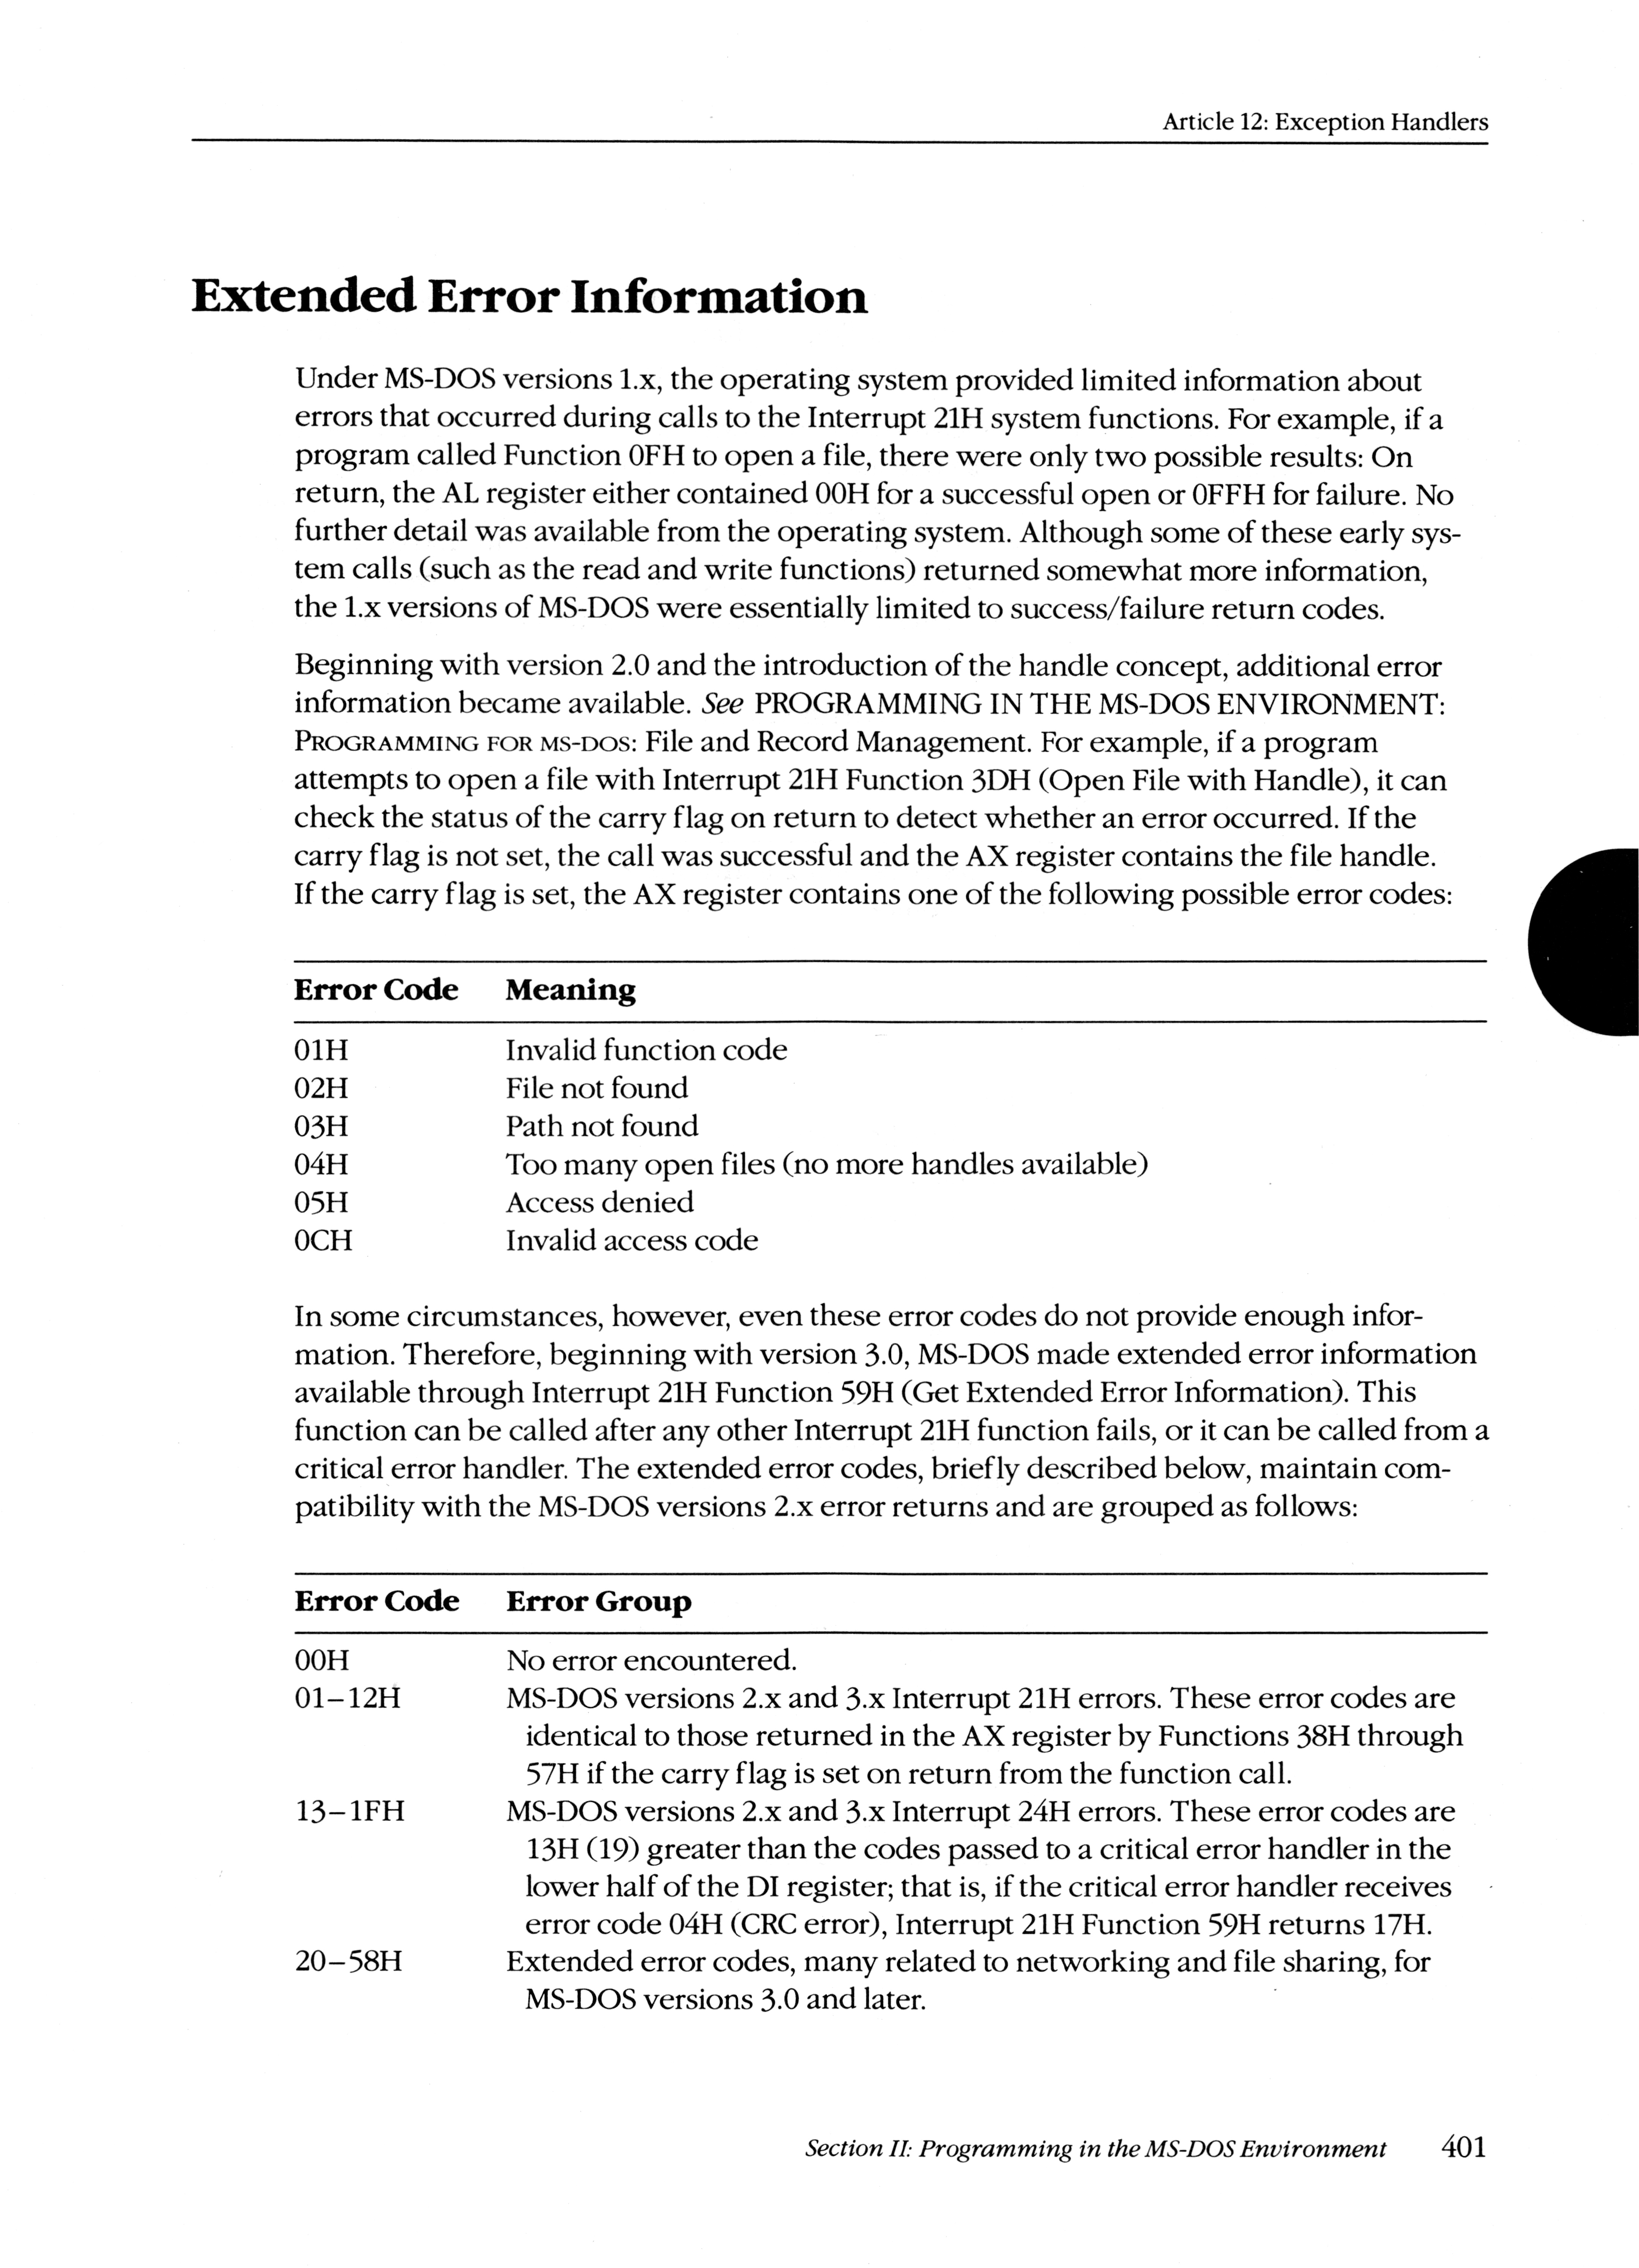 Article 12: Exception Handlers
Extended Error Information
Under MS-DOS versions 1.x, the operating system provided limited information about
errors that occurred during calls to the Interrupt 21H system functions. For example, if a
program called Function 0FH to open a file, there were only two possible results: On
return, the AL register either contained 00H for a successful open or 0FFH for failure. No
further detail was available from the operating system. Although some of these early sys-
tem calls (such as the read and write functions) returned somewhat more information,
the 1.x versions of MS-DOS were essentially limited to success/failure return codes.
Beginning with version 2.0 and the introduction of the handle concept, additional error
information became available. See PROGRAMMING IN THE MS-DOS ENVIRONMENT:
PROGRAMMING FOR MS-DOS: File and Record Management. For example, if a program
attempts to open a file with Interrupt 21H Function 3DH (Open File with Handle), it can
check the status of the carry flag on return to detect whether an error occurred. If the
carry flag is not set, the call was successful and the AX register contains the file handle.
If the carry flag is set, the AX register contains one of the following possible error codes:
Error Code Meaning
01H Invalid function code
02H File not found
03H Path not found
04H Too many open files (no more handles available)
05H Access denied
0CH Invalid access code
In some circumstances, however, even these error codes do not provide enough infor-
mation. Therefore, beginning with version 3.0, MS-DOS made extended error information
available through Interrupt 21H Function 59H (Get Extended Error Information). This
function can be called after any other Interrupt 21H function fails, or it can be called from a
critical error handler. The extended error codes, briefly described below, maintain com-
patibility with the MS-DOS versions 2.x error returns and are grouped as follows:
Error Code Error Group
00H No error encountered.
01–12H MS-DOS versions 2.x and 3.x Interrupt 21H errors. These error codes are
identical to those returned in the AX register by Functions 38H through
57H if the carry flag is set on return from the function call.
13–1FH MS-DOS versions 2.x and 3.x Interrupt 24H errors. These error codes are
13H (19) greater than the codes passed to a critical error handler in the
lower half of the DI register; that is, if the critical error handler receives
error code 04H (CRC error), Interrupt 21H Function 59H returns 17H.
20–58H Extended error codes, many related to networking and file sharing, for
MS-DOS versions 3.0 and later.
Section II: Programming in the MS-DOS Environment 401